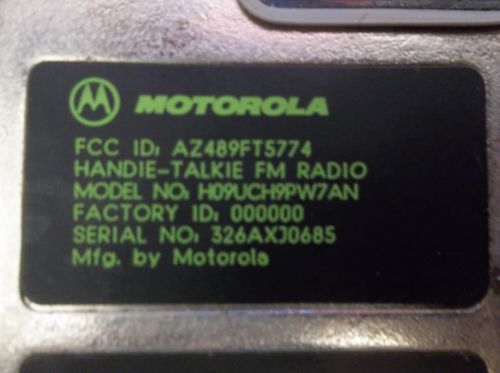 MOTOROLA
FCC ID: AZ489FT5774
HANDIE-TALKIE FM RADIO
MODEL NO: H09UCH9PW7AN
FACTORY ID: 000000
SERIAL NO: 326AXJ0685
Mfg. by Motorola